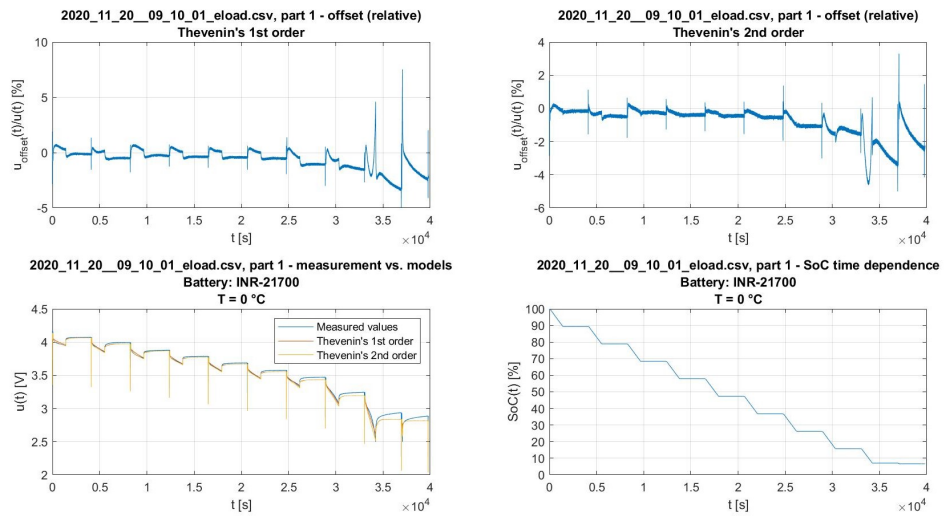 2020_11_20__09_10_01_eload.csv, part 1 - offset (relative)
Thevenin's 1st order
10
5
0
-5
u_offset(t)/u(t) [%]
0 0.5 1 1.5 2 2.5 3 3.5 4
t [s]
×10^4
2020_11_20__09_10_01_eload.csv, part 1 - offset (relative)
Thevenin's 2nd order
4
2
0
-2
-4
-6
u_offset(t)/u(t) [%]
0 0.5 1 1.5 2 2.5 3 3.5 4
t [s]
×10^4
2020_11_20__09_10_01_eload.csv, part 1 - measurement vs. models
Battery: INR-21700
T = 0 °C
4.5
4
3.5
3
2.5
2
u(t) [V]
Measured values
Thevenin's 1st order
Thevenin's 2nd order
0 0.5 1 1.5 2 2.5 3 3.5 4
t [s]
×10^4
2020_11_20__09_10_01_eload.csv, part 1 - SoC time dependence
Battery: INR-21700
T = 0 °C
100
90
80
70
60
50
40
30
20
10
0
SoC(t) [%]
0 0.5 1 1.5 2 2.5 3 3.5 4
t [s]
×10^4